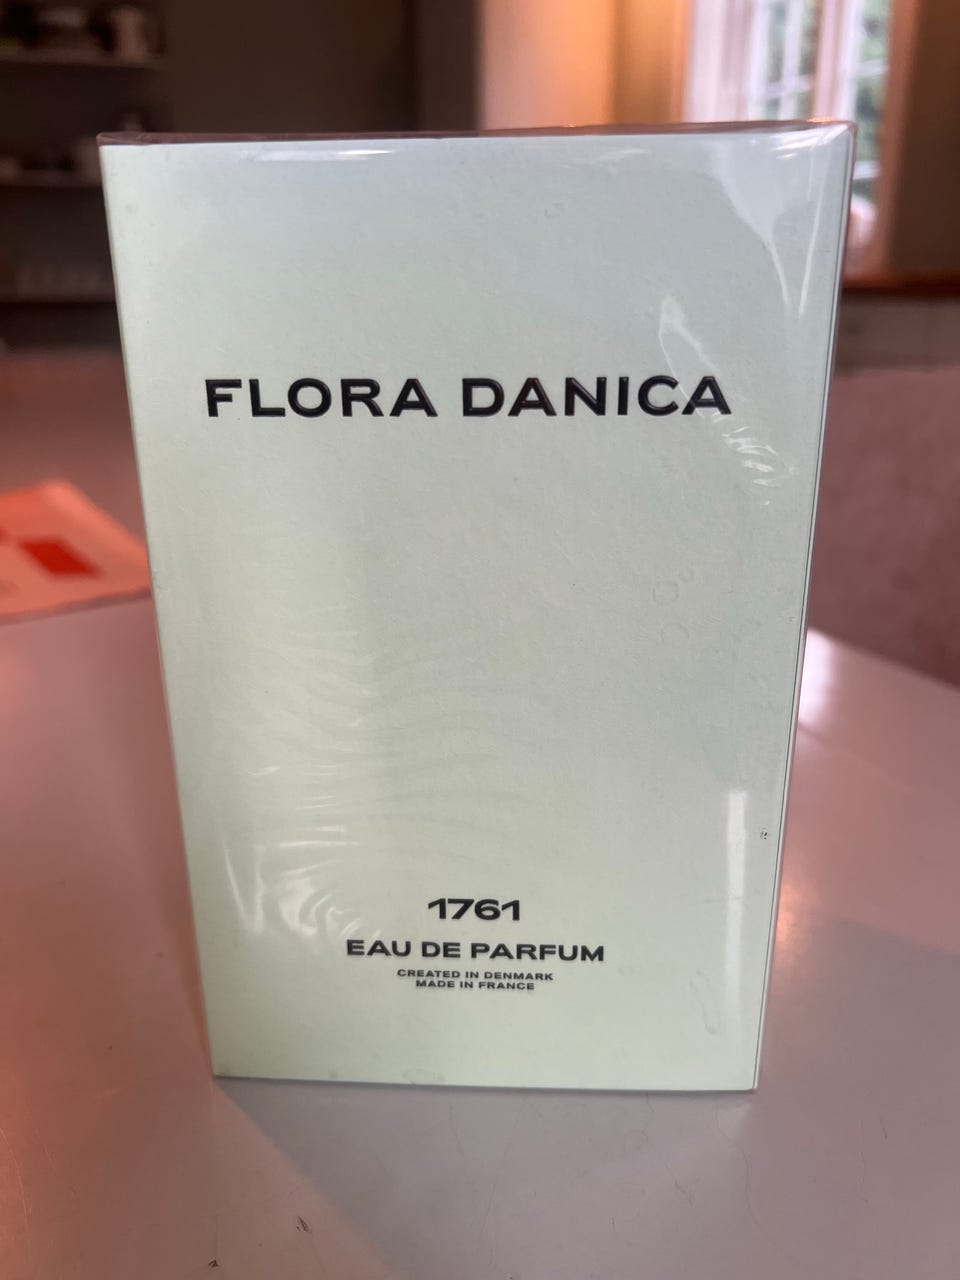 FLORA DANICA
1761
EAU DE PARFUM
CREATED IN DENMARK
MADE IN FRANCE